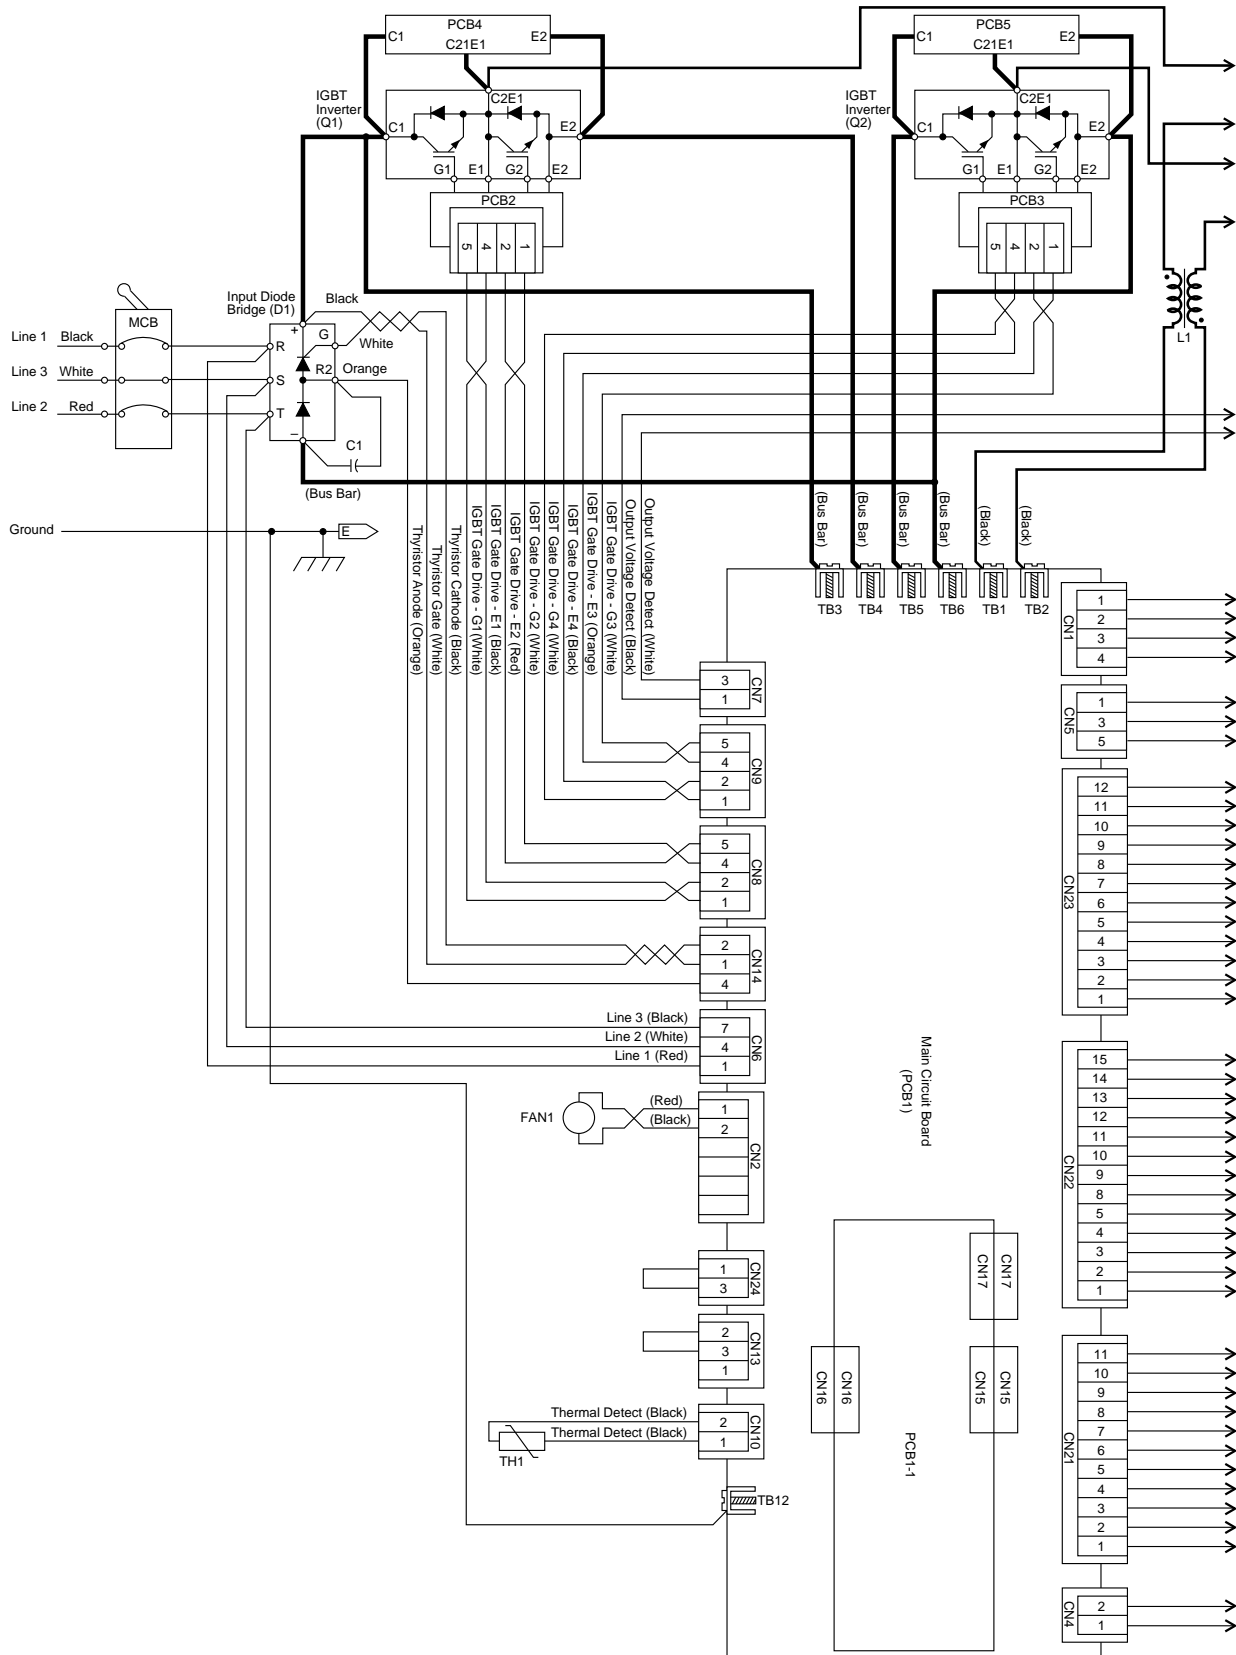 PCB4
C1
E2
C21E1
PCB5
C1
E2
C21E1
IGBT
Inverter
(Q1)
C2E1
C1
E2
G1
E1
G2
E2
IGBT
Inverter
(Q2)
C2E1
C1
E2
G1
E1
G2
E2
PCB2
5
4
2
1
PCB3
5
4
2
1
Input Diode
Bridge (D1)
Black
MCB
+
G
White
Line 1
Black
R
R2
Orange
Line 3
White
S
Line 2
Red
T
−
C1
(Bus Bar)
L1
Ground
E
Thyristor Anode (Orange)
Thyristor Gate (White)
Thyristor Cathode (Black)
IGBT Gate Drive - G1(White)
IGBT Gate Drive - E1 (Black)
IGBT Gate Drive - E2 (Red)
IGBT Gate Drive - G2 (White)
IGBT Gate Drive - G4 (White)
IGBT Gate Drive - E4 (Black)
IGBT Gate Drive - E3 (Orange)
IGBT Gate Drive - G3 (White)
Output Voltage Detect (Black)
Output Voltage Detect (White)
(Bus Bar)
(Bus Bar)
(Bus Bar)
(Bus Bar)
(Black)
(Black)
TB3
TB4
TB5
TB6
TB1
TB2
CN7
3
1
CN9
5
4
2
1
CN8
5
4
2
1
CN14
2
1
4
Line 3 (Black)
Line 2 (White)
Line 1 (Red)
CN6
7
4
1
FAN1
(Red)
(Black)
CN2
1
2
CN24
1
3
CN13
2
3
1
Thermal Detect (Black)
Thermal Detect (Black)
TH1
CN10
2
1
TB12
Main Circuit Board
(PCB1)
CN17
CN17
CN16
CN16
CN15
CN15
PCB1-1
CN1
1
2
3
4
CN5
1
3
5
CN23
12
11
10
9
8
7
6
5
4
3
2
1
CN22
15
14
13
12
11
10
9
8
5
4
3
2
1
CN21
11
10
9
8
7
6
5
4
3
2
1
CN4
2
1